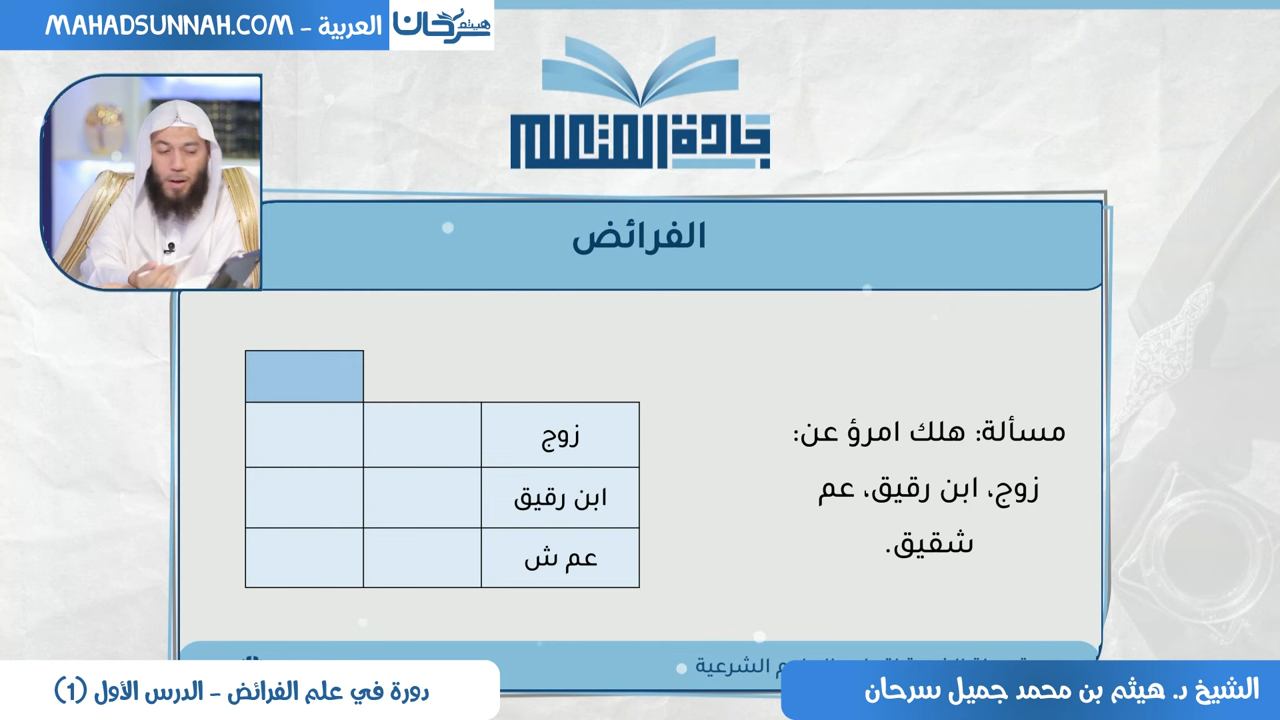 MAHADSUNNAH.COM - العربية
هيثم سرحان
جادة المتعلم
الفرائض
مسألة: هلك امرؤ عن:
زوج، ابن رقيق، عم
شقيق.
زوج
ابن رقيق
عم ش
الشرعية
الشيخ د. هيثم بن محمد جميل سرحان
دورة في علم الفرائض - الدرس الأول (1)